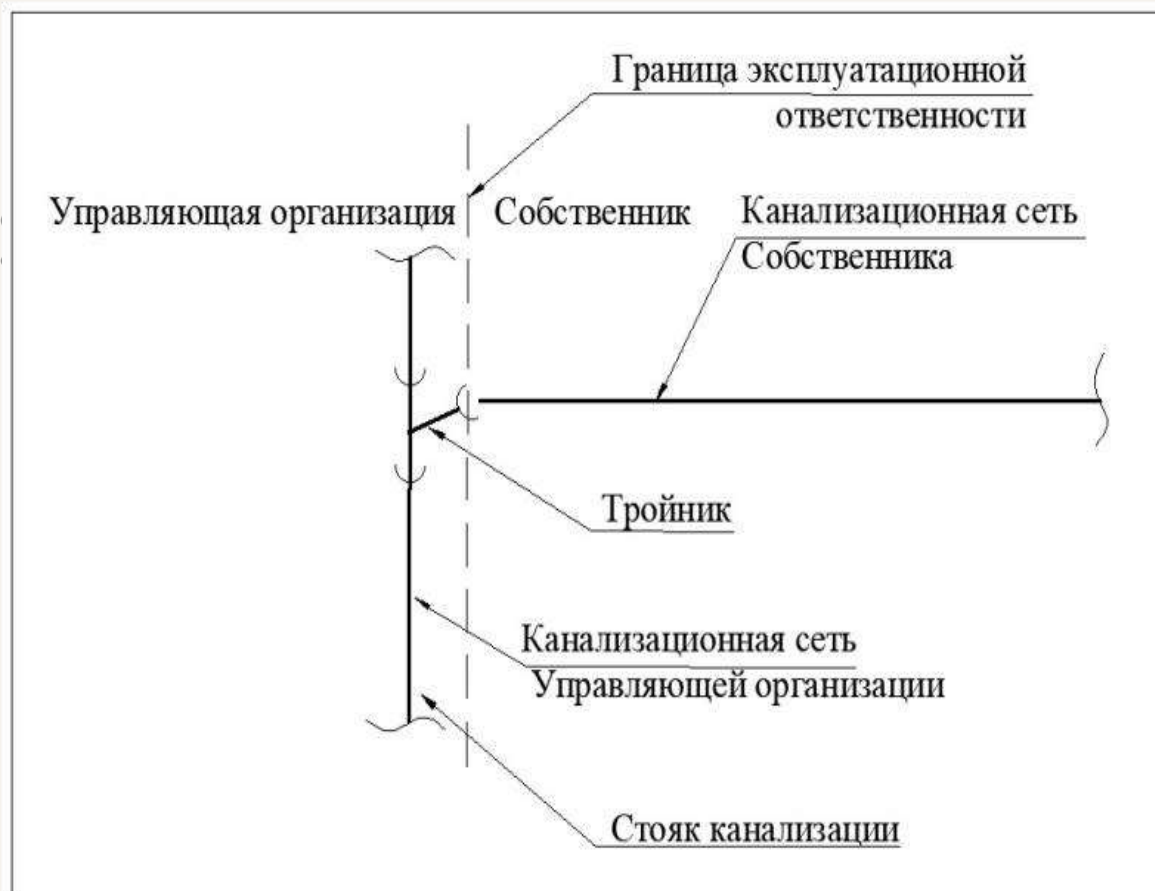 Граница эксплуатационной
ответственности
Управляющая организация
Собственник
Канализационная сеть
Собственника
Тройник
Канализационная сеть
Управляющей организации
Стояк канализации